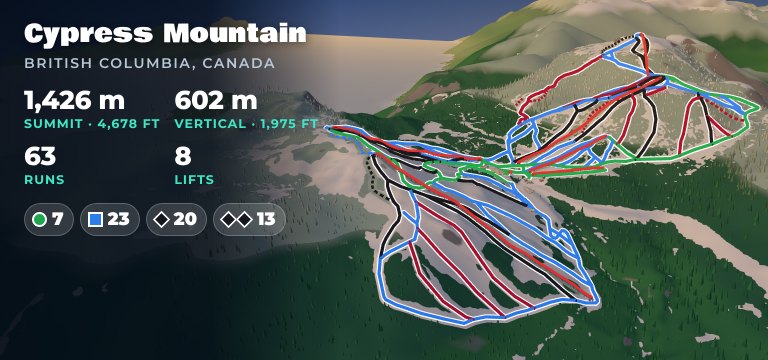 Cypress Mountain
BRITISH COLUMBIA, CANADA
1,426 m 602 m
SUMMIT · 4,678 FT VERTICAL · 1,975 FT
63 8
RUNS LIFTS
7 23 20 13